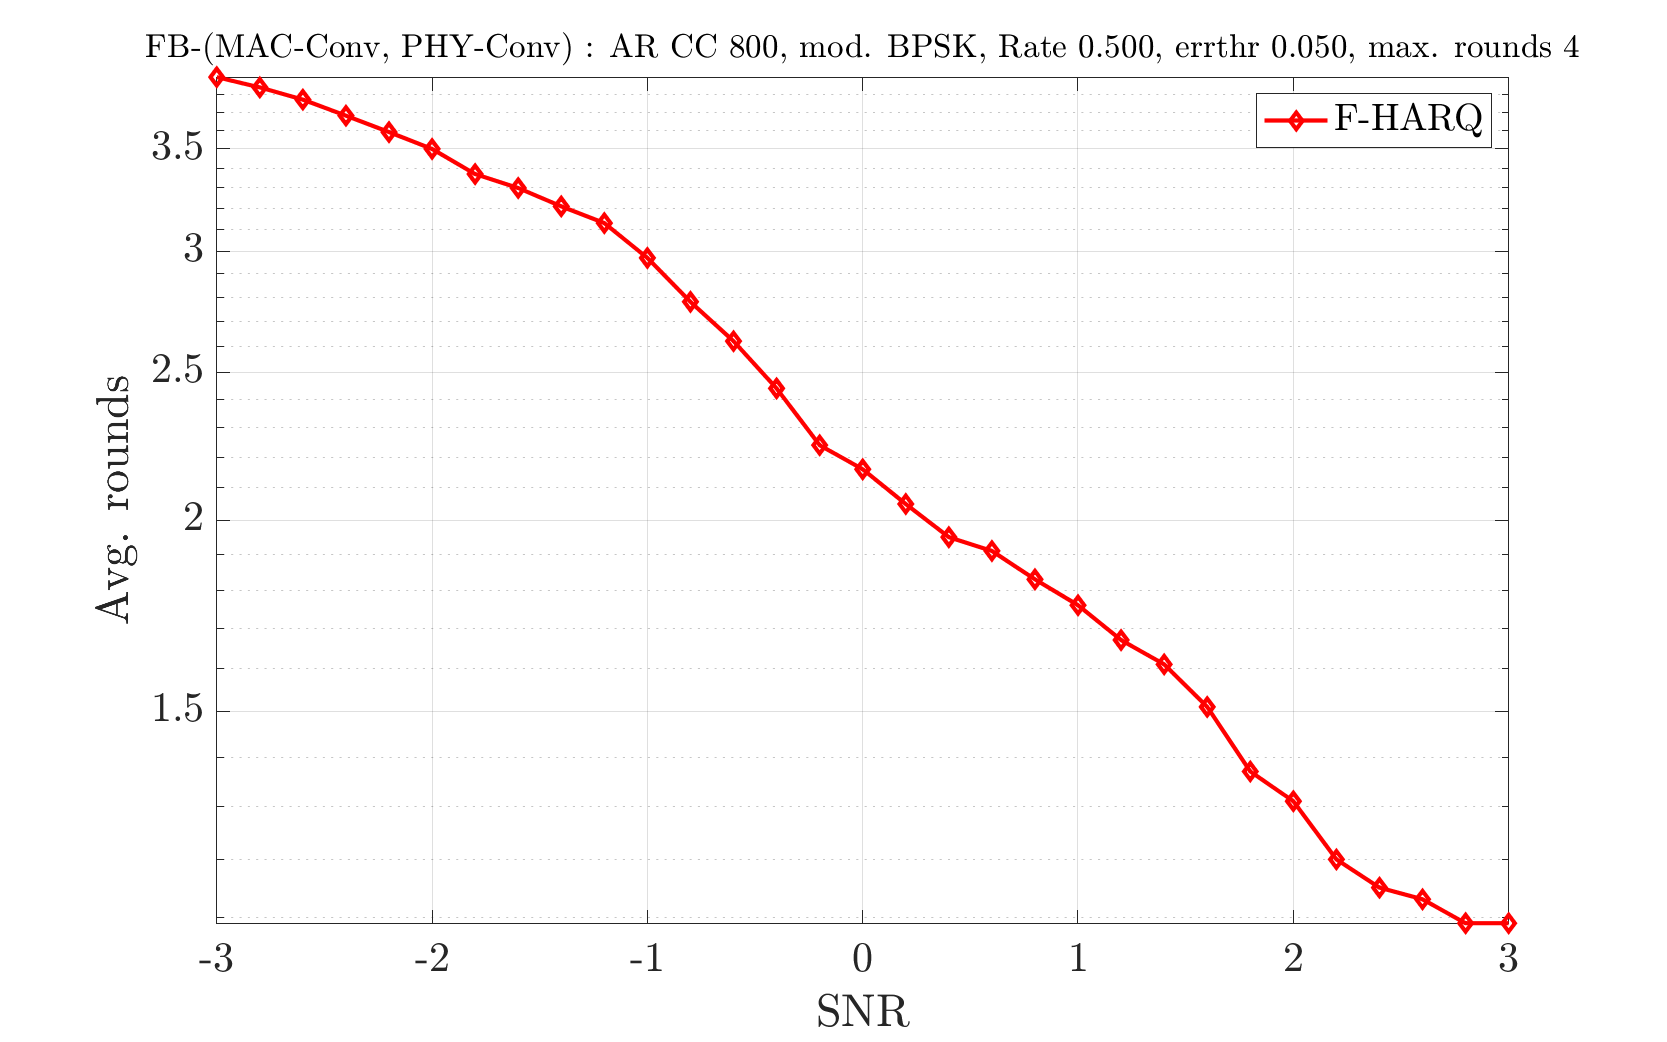 FB-(MAC-Conv, PHY-Conv) : AR CC 800, mod. BPSK, Rate 0.500, errthr 0.050, max. rounds 4
F-HARQ
3.5
3
2.5
2
1.5
Avg. rounds
-3 -2 -1 0 1 2 3
SNR